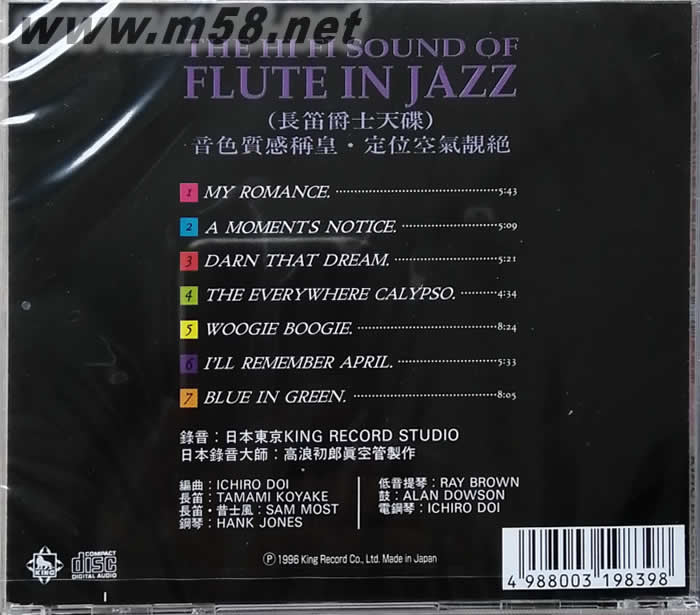 www.m58.net
THE HI FI SOUND OF
FLUTE IN JAZZ
(長笛爵士天碟)
音色質感稱皇・定位空氣靚絕
1 MY ROMANCE. 5:43
2 A MOMENTS NOTICE. 5:09
3 DARN THAT DREAM. 5:21
4 THE EVERYWHERE CALYPSO. 4:34
5 WOOGIE BOOGIE. 8:24
6 I'LL REMEMBER APRIL. 5:33
7 BLUE IN GREEN. 8:05
錄音：日本東京KING RECORD STUDIO
日本錄音大師：高浪初郎眞空管製作
編曲：ICHIRO DOI
長笛：TAMAMI KOYAKE
長笛・昔士風：SAM MOST
鋼琴：HANK JONES
低音提琴：RAY BROWN
鼓：ALAN DOWSON
電鋼琴：ICHIRO DOI
KING
COMPACT
disc
DIGITAL AUDIO
Ⓟ 1996 King Record Co., Ltd. Made in Japan
4 988003 198398